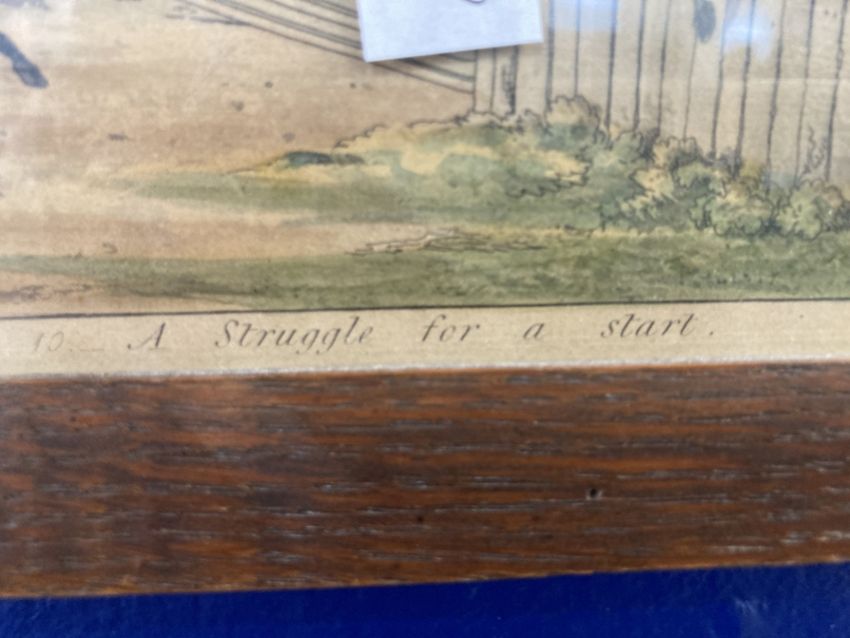 10. — A Struggle for a start.